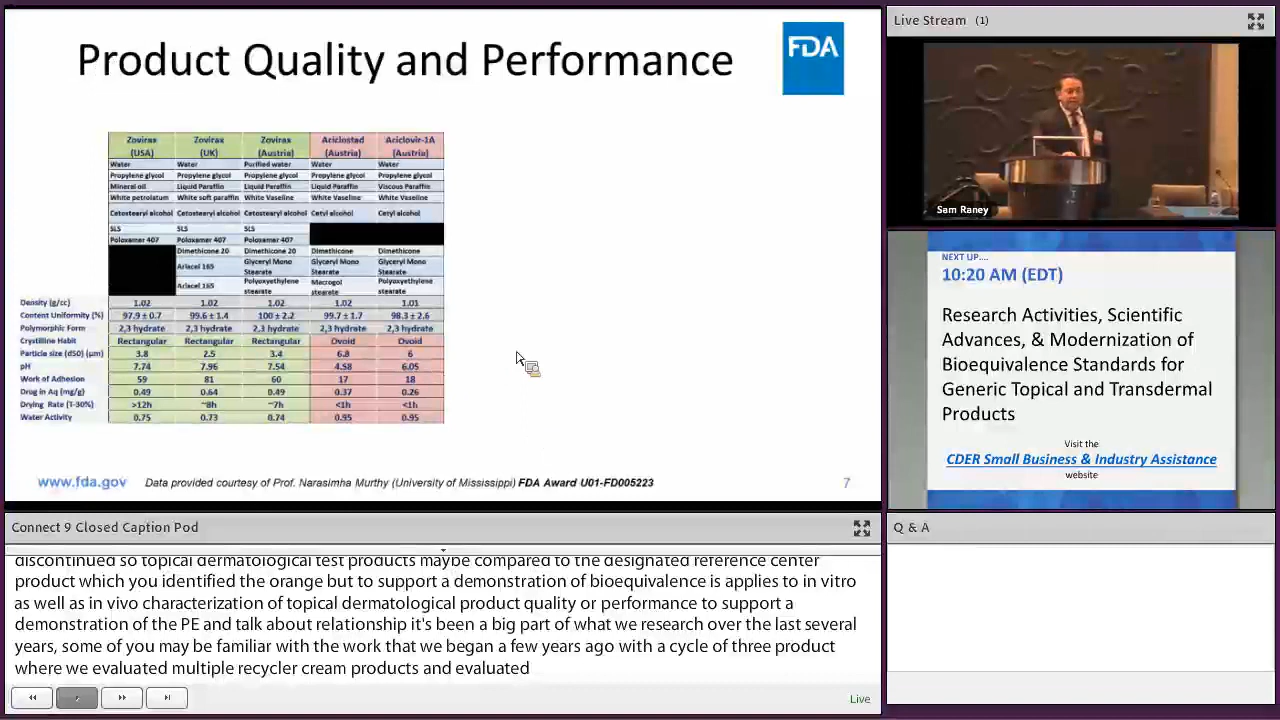 Product Quality and Performance
FDA
Zovirax Zovirax Zovirax Aciclostad Aciclovir-1A
(USA) (UK) (Austria) (Austria) (Austria)
Water Water Purified water Water Water
Propylene glycol Propylene glycol Propylene glycol Propylene glycol Propylene glycol
Mineral oil Liquid Paraffin Liquid Paraffin Liquid Paraffin Viscous Paraffin
White petrolatum White soft paraffin White Vaseline White Vaseline White Vaseline
Cetostearyl alcohol Cetostearyl alcohol Cetostearyl alcohol Cetyl alcohol Cetyl alcohol
SLS SLS SLS
Poloxamer 407 Poloxamer 407 Poloxamer 407
Dimethicone 20 Dimethicone 20 Dimethicone Dimethicone
Arlacel 165 Glyceryl Mono Stearate Glyceryl Mono Stearate Glyceryl Mono Stearate
Arlacel 165 Polyoxyethylene stearate Macrogol stearate Polyoxyethylene stearate
Density (g/cc) 1.02 1.02 1.02 1.02 1.01
Content Uniformity (%) 97.9 ± 0.7 99.6 ± 1.4 100 ± 2.2 99.7 ± 1.7 98.3 ± 2.6
Polymorphic Form 2,3 hydrate 2,3 hydrate 2,3 hydrate 2,3 hydrate 2,3 hydrate
Crystalline Habit Rectangular Rectangular Rectangular Ovoid Ovoid
Particle size (d50) (µm) 3.8 2.5 3.4 6.8 6
pH 7.74 7.96 7.54 4.58 6.05
Work of Adhesion 59 81 60 17 18
Drug in Aq (mg/g) 0.49 0.64 0.49 0.37 0.26
Drying Rate (T-30%) >12h ~8h ~7h <1h <1h
Water Activity 0.75 0.73 0.74 0.95 0.95
www.fda.gov
Data provided courtesy of Prof. Narasimha Murthy (University of Mississippi) FDA Award U01-FD005223
7
Live Stream (1)
Sam Raney
NEXT UP....
10:20 AM (EDT)
Research Activities, Scientific
Advances, & Modernization of
Bioequivalence Standards for
Generic Topical and Transdermal
Products
Visit the
CDER Small Business & Industry Assistance
website
Connect 9 Closed Caption Pod
discontinued so topical dermatological test products maybe compared to the designated reference center
product which you identified the orange but to support a demonstration of bioequivalence is applies to in vitro
as well as in vivo characterization of topical dermatological product quality or performance to support a
demonstration of the PE and talk about relationship it's been a big part of what we research over the last several
years, some of you may be familiar with the work that we began a few years ago with a cycle of three product
where we evaluated multiple recycler cream products and evaluated
Live
Q & A